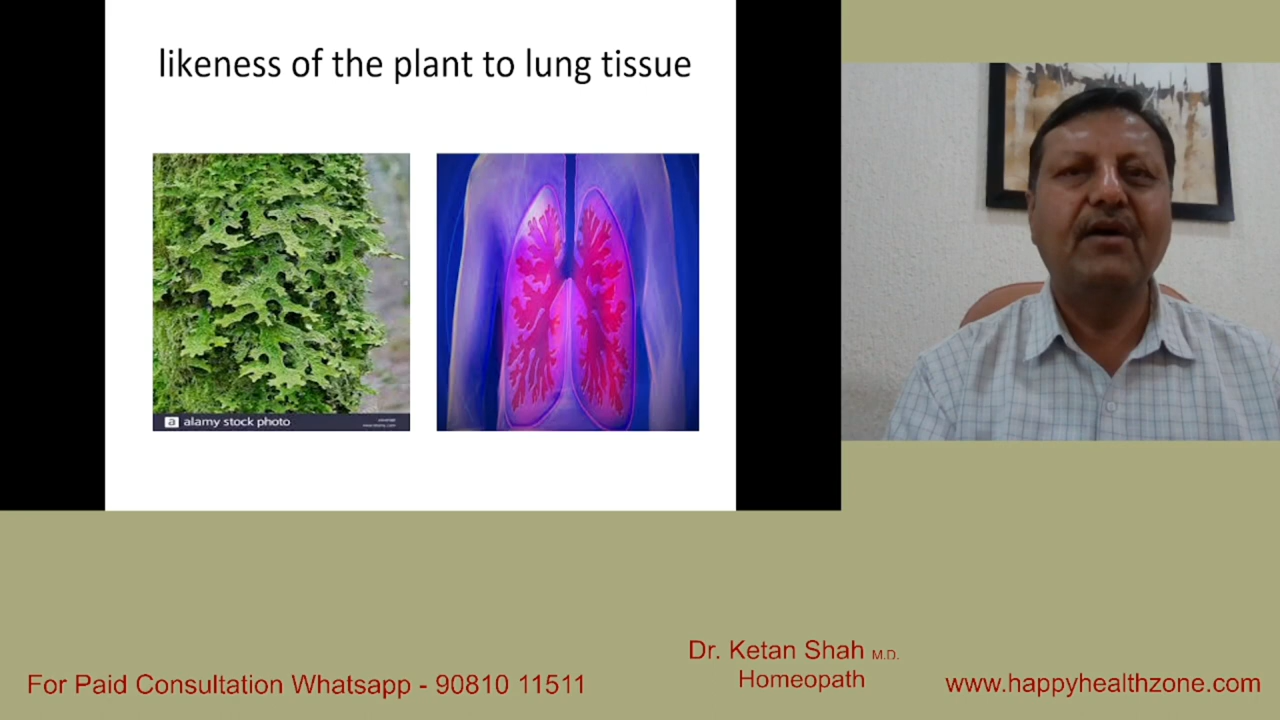 likeness of the plant to lung tissue
a alamy stock photo
Dr. Ketan Shah M.D.
Homeopath
For Paid Consultation Whatsapp - 90810 11511
www.happyhealthzone.com